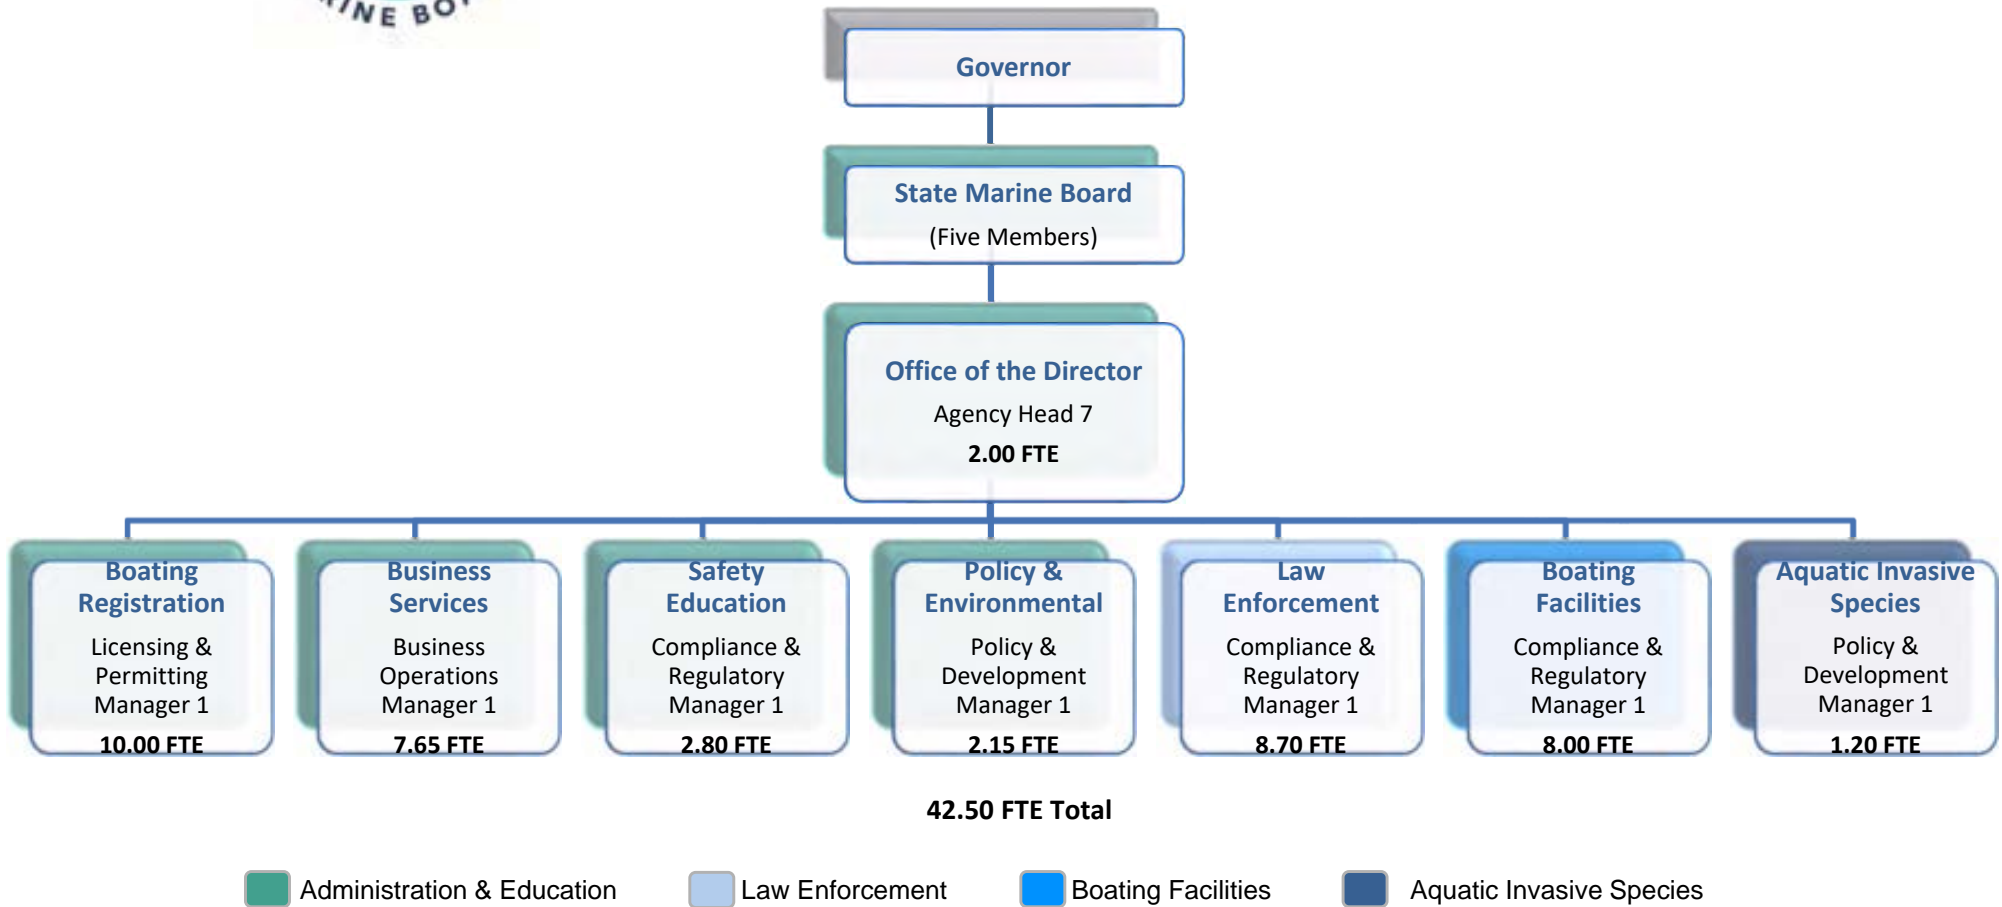 Governor
State Marine Board
(Five Members)
Office of the Director
Agency Head 7
2.00 FTE
Boating
Registration
Licensing &
Permitting
Manager 1
10.00 FTE
Business
Services
Business
Operations
Manager 1
7.65 FTE
Safety
Education
Compliance &
Regulatory
Manager 1
2.80 FTE
Policy &
Environmental
Policy &
Development
Manager 1
2.15 FTE
Law
Enforcement
Compliance &
Regulatory
Manager 1
8.70 FTE
Boating
Facilities
Compliance &
Regulatory
Manager 1
8.00 FTE
Aquatic Invasive
Species
Policy &
Development
Manager 1
1.20 FTE
42.50 FTE Total
Administration & Education
Law Enforcement
Boating Facilities
Aquatic Invasive Species